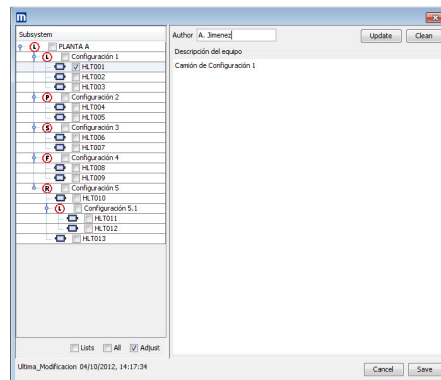 m
Subsystem
L PLANTA A
L Configuración 1
HLT001
HLT002
HLT003
P Configuración 2
HLT004
HLT005
S Configuración 3
HLT006
HLT007
F Configuración 4
HLT008
HLT009
R Configuración 5
HLT010
L Configuración 5.1
HLT011
HLT012
HLT013
Lists All Adjust
Author A. Jimenez Update Clean
Descripción del equipo
Camión de Configuración 1
Ultima_Modificacion 04/10/2012, 14:17:34 Cancel Save